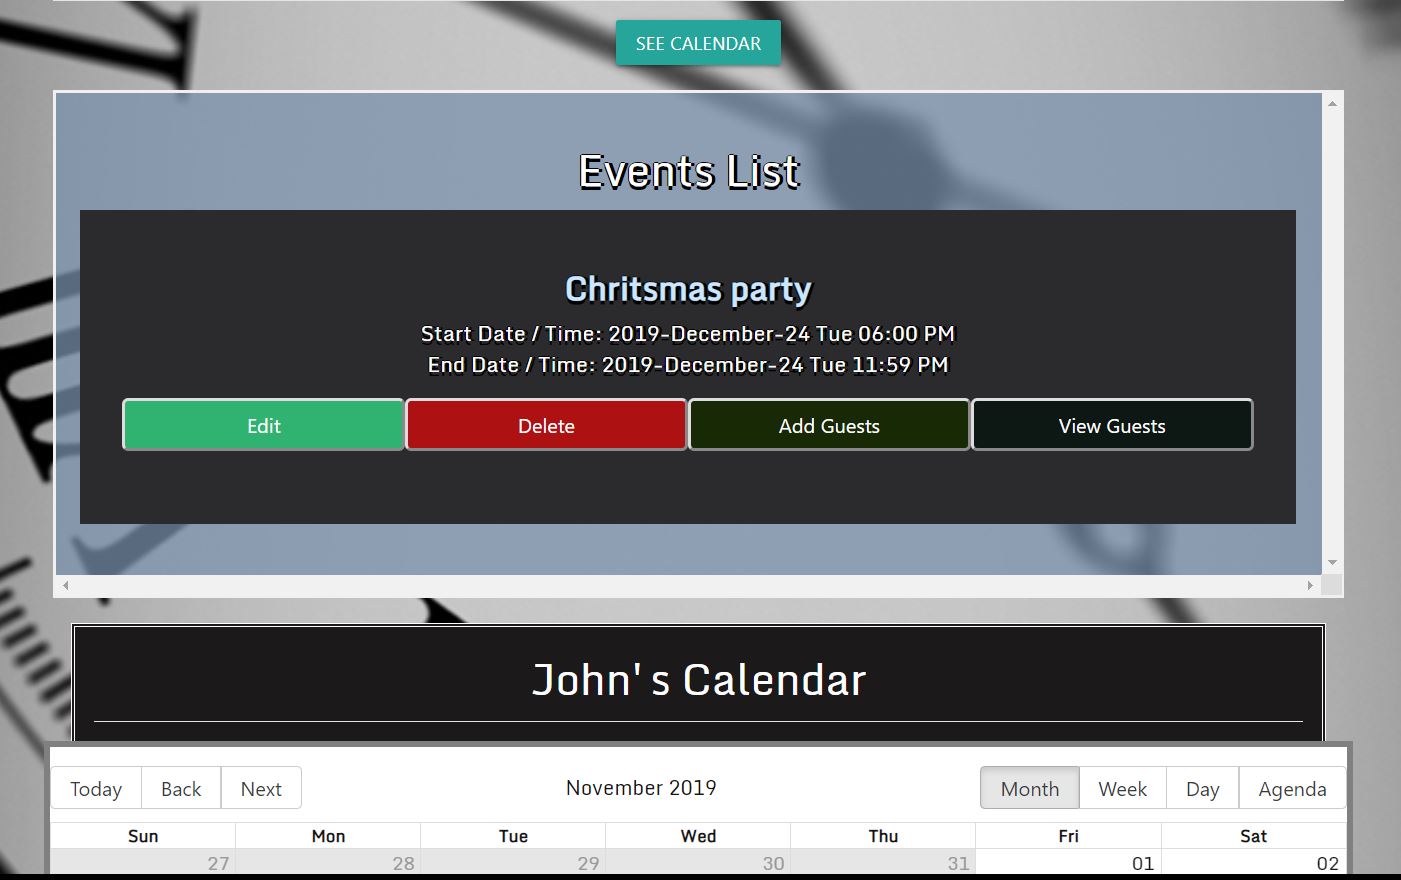 SEE CALENDAR
Events List
Chritsmas party
Start Date / Time: 2019-December-24 Tue 06:00 PM
End Date / Time: 2019-December-24 Tue 11:59 PM
Edit Delete Add Guests View Guests
John's Calendar
Today Back Next November 2019 Month Week Day Agenda
Sun Mon Tue Wed Thu Fri Sat
27 28 29 30 31 01 02